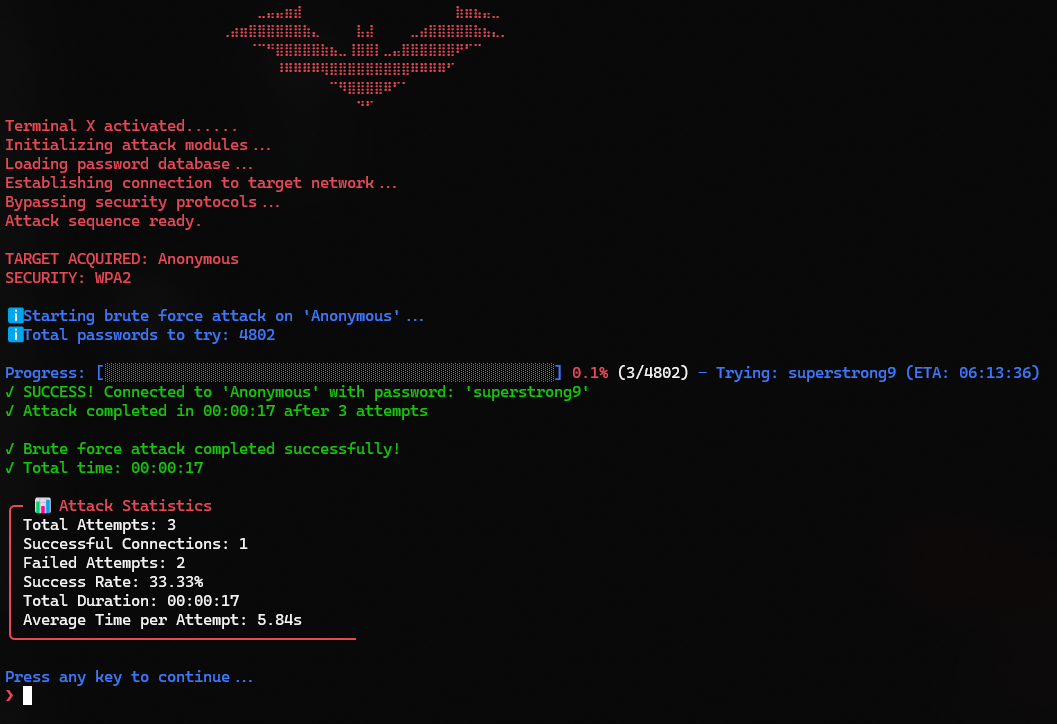 Terminal X activated......
Initializing attack modules...
Loading password database...
Establishing connection to target network...
Bypassing security protocols...
Attack sequence ready.
TARGET ACQUIRED: Anonymous
SECURITY: WPA2
ℹ️Starting brute force attack on 'Anonymous'...
ℹ️Total passwords to try: 4802
Progress: [░░░░░░░░░░░░░░░░░░░░░░░░░░░░░░░░░░░░░░░░░░░░░░░░░░] 0.1% (3/4802) - Trying: superstrong9 (ETA: 06:13:36)
✓ SUCCESS! Connected to 'Anonymous' with password: 'superstrong9'
✓ Attack completed in 00:00:17 after 3 attempts
✓ Brute force attack completed successfully!
✓ Total time: 00:00:17
📊 Attack Statistics
Total Attempts: 3
Successful Connections: 1
Failed Attempts: 2
Success Rate: 33.33%
Total Duration: 00:00:17
Average Time per Attempt: 5.84s
Press any key to continue...
❯